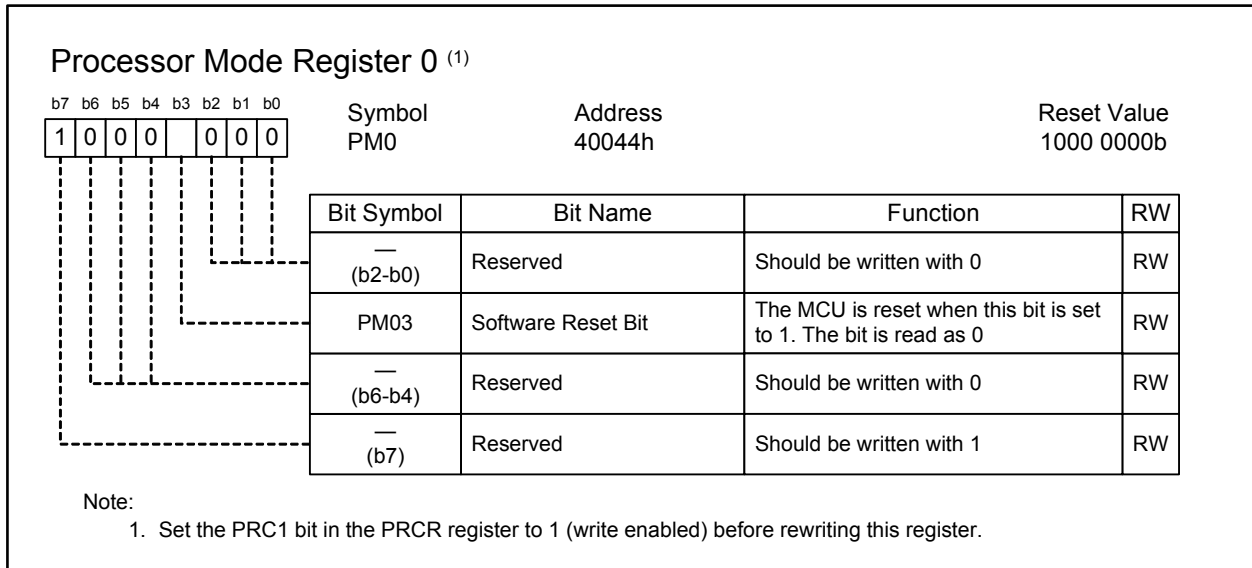 Processor Mode Register 0 (1)
b7 b6 b5 b4 b3 b2 b1 b0
1 0 0 0 0 0 0
Symbol Address Reset Value
PM0 40044h 1000 0000b
Bit Symbol Bit Name Function RW
—
(b2-b0) Reserved Should be written with 0 RW
PM03 Software Reset Bit The MCU is reset when this bit is set
to 1. The bit is read as 0 RW
—
(b6-b4) Reserved Should be written with 0 RW
—
(b7) Reserved Should be written with 1 RW
Note:
1. Set the PRC1 bit in the PRCR register to 1 (write enabled) before rewriting this register.